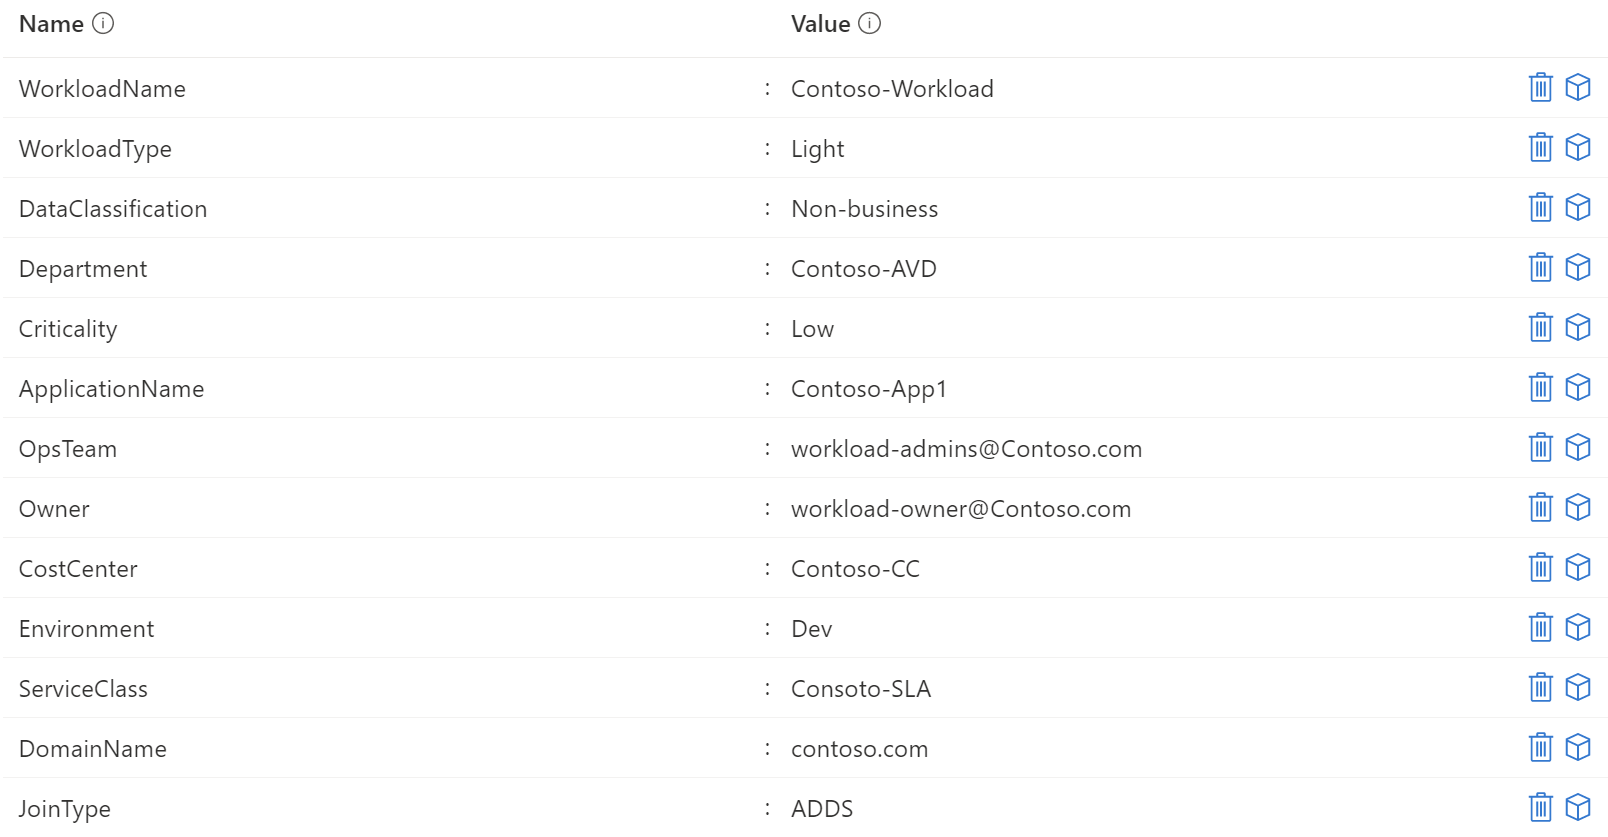 Name Value
WorkloadName : Contoso-Workload
WorkloadType : Light
DataClassification : Non-business
Department : Contoso-AVD
Criticality : Low
ApplicationName : Contoso-App1
OpsTeam : workload-admins@Contoso.com
Owner : workload-owner@Contoso.com
CostCenter : Contoso-CC
Environment : Dev
ServiceClass : Consoto-SLA
DomainName : contoso.com
JoinType : ADDS